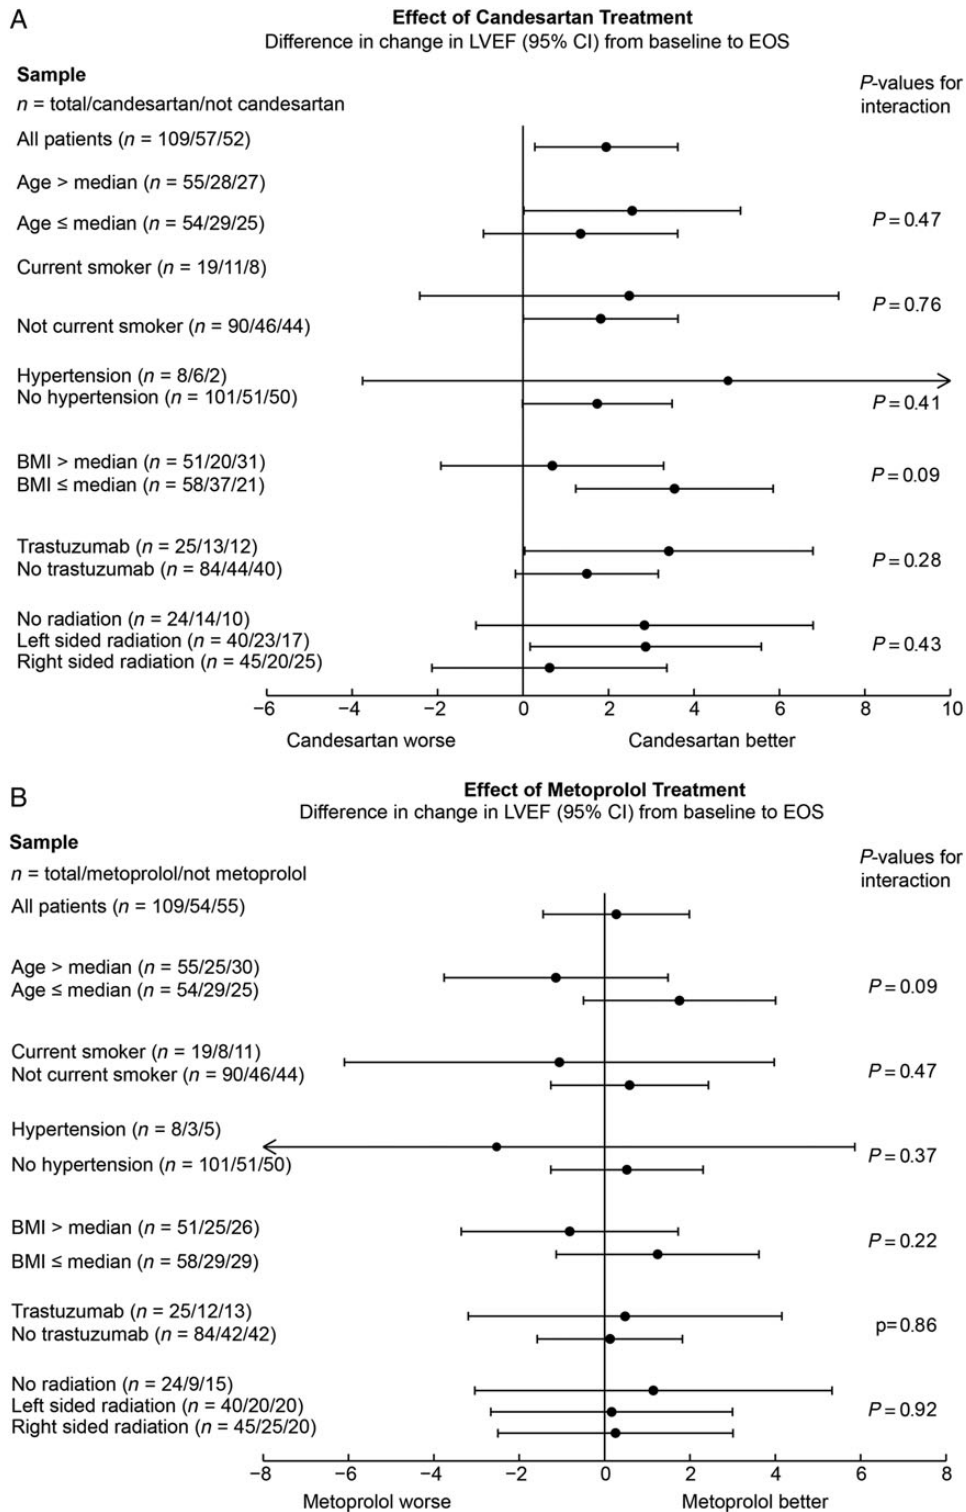 A
Effect of Candesartan Treatment
Difference in change in LVEF (95% CI) from baseline to EOS
Sample
P-values for
interaction
n = total/candesartan/not candesartan
All patients (n = 109/57/52)
Age > median (n = 55/28/27)
Age ≤ median (n = 54/29/25)
P = 0.47
Current smoker (n = 19/11/8)
P = 0.76
Not current smoker (n = 90/46/44)
Hypertension (n = 8/6/2)
No hypertension (n = 101/51/50)
P = 0.41
BMI > median (n = 51/20/31)
BMI ≤ median (n = 58/37/21)
P = 0.09
Trastuzumab (n = 25/13/12)
No trastuzumab (n = 84/44/40)
P = 0.28
No radiation (n = 24/14/10)
Left sided radiation (n = 40/23/17)
P = 0.43
Right sided radiation (n = 45/20/25)
−6 −4 −2 0 2 4 6 8 10
Candesartan worse Candesartan better
B
Effect of Metoprolol Treatment
Difference in change in LVEF (95% CI) from baseline to EOS
Sample
P-values for
interaction
n = total/metoprolol/not metoprolol
All patients (n = 109/54/55)
Age > median (n = 55/25/30)
Age ≤ median (n = 54/29/25)
P = 0.09
Current smoker (n = 19/8/11)
Not current smoker (n = 90/46/44)
P = 0.47
Hypertension (n = 8/3/5)
P = 0.37
No hypertension (n = 101/51/50)
BMI > median (n = 51/25/26)
P = 0.22
BMI ≤ median (n = 58/29/29)
Trastuzumab (n = 25/12/13)
p= 0.86
No trastuzumab (n = 84/42/42)
No radiation (n = 24/9/15)
Left sided radiation (n = 40/20/20)
P = 0.92
Right sided radiation (n = 45/25/20)
−8 −6 −4 −2 0 2 4 6 8
Metoprolol worse Metoprolol better